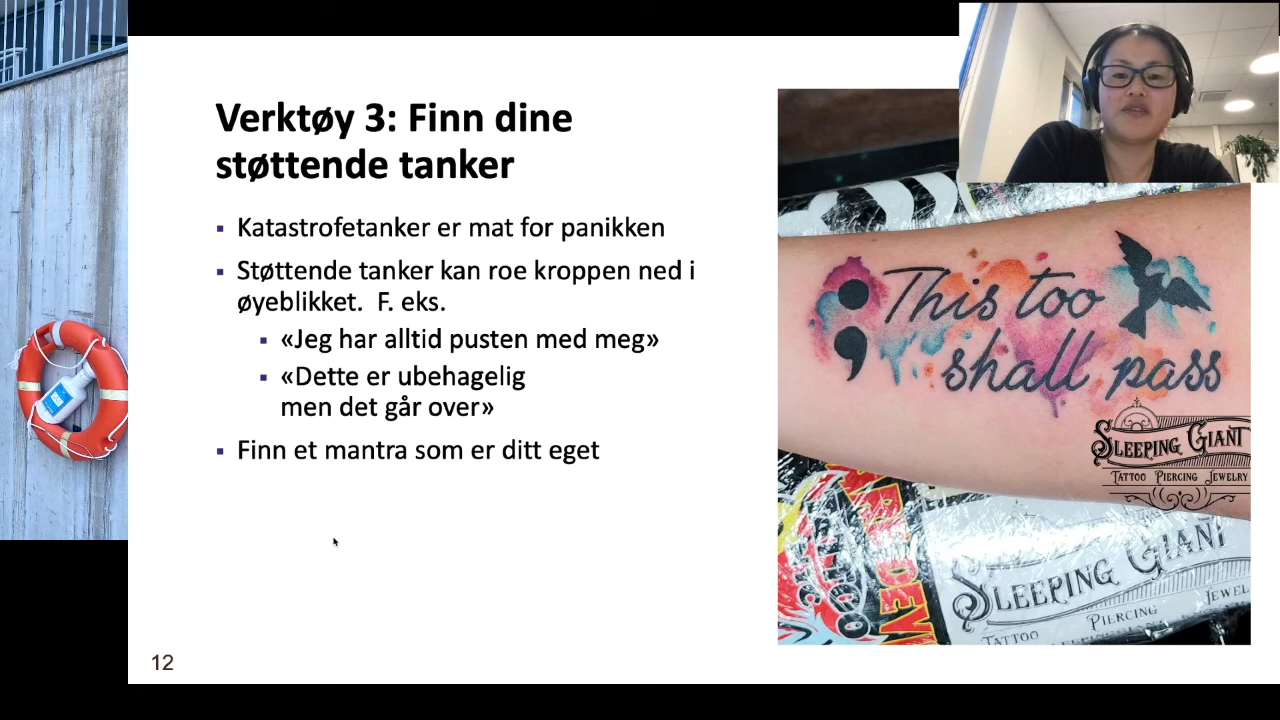 Verktøy 3: Finn dine
støttende tanker
Katastrofetanker er mat for panikken
Støttende tanker kan roe kroppen ned i
øyeblikket. F. eks.
«Jeg har alltid pusten med meg»
«Dette er ubehagelig
men det går over»
Finn et mantra som er ditt eget
12
This too
shall pass
SLEEPING GIANT
TATTOO PIERCING JEWELRY
SLEEPING GIANT
TATTOO PIERCING JEWEL